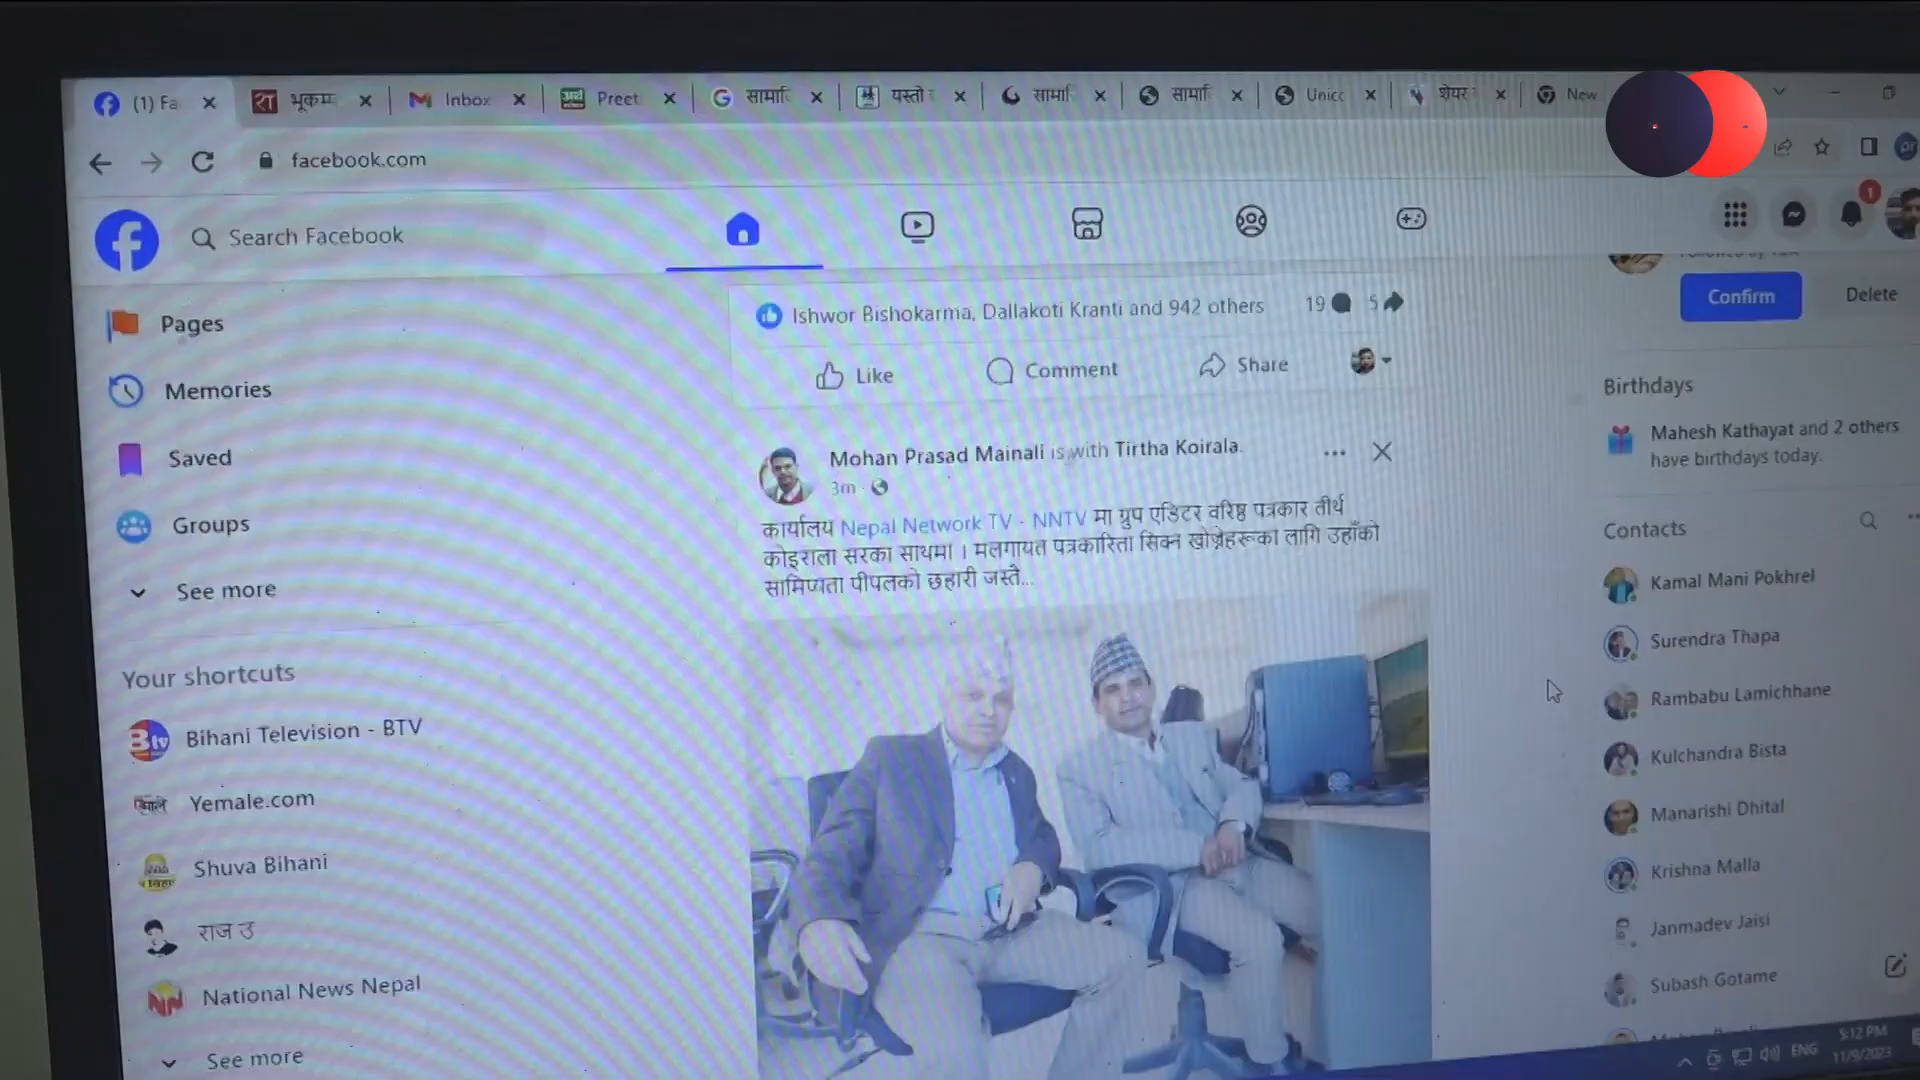 (1) Fa
भूकम्प
Inbox
Preet
सामाि
यस्तो
सामाि
सामाि
Unicc
शेयर
New
facebook.com
Search Facebook
1
Pages
Memories
Saved
Groups
See more
Your shortcuts
Bihani Television - BTV
Yemale.com
Shuva Bihani
राज उ
National News Nepal
See more
Ishwor Bishokarma, Dallakoti Kranti and 942 others
19
5
Like
Comment
Share
Mohan Prasad Mainali is with Tirtha Koirala.
3m
कार्यालय Nepal Network TV - NNTV मा ग्रुप एडिटर वरिष्ठ पत्रकार तीर्थ
कोइराला सरका साथमा । मलगायत पत्रकारिता सिक्न खोज्नेहरूका लागि उहाँको
सामिप्यता पीपलको छहारी जस्तै...
Confirm
Delete
Birthdays
Mahesh Kathayat and 2 others
have birthdays today.
Contacts
Kamal Mani Pokhrel
Surendra Thapa
Rambabu Lamichhane
Kulchandra Bista
Manarishi Dhital
Krishna Malla
Janmadev Jaisi
Subash Gotame
ENG
5:12 PM
11/9/2023